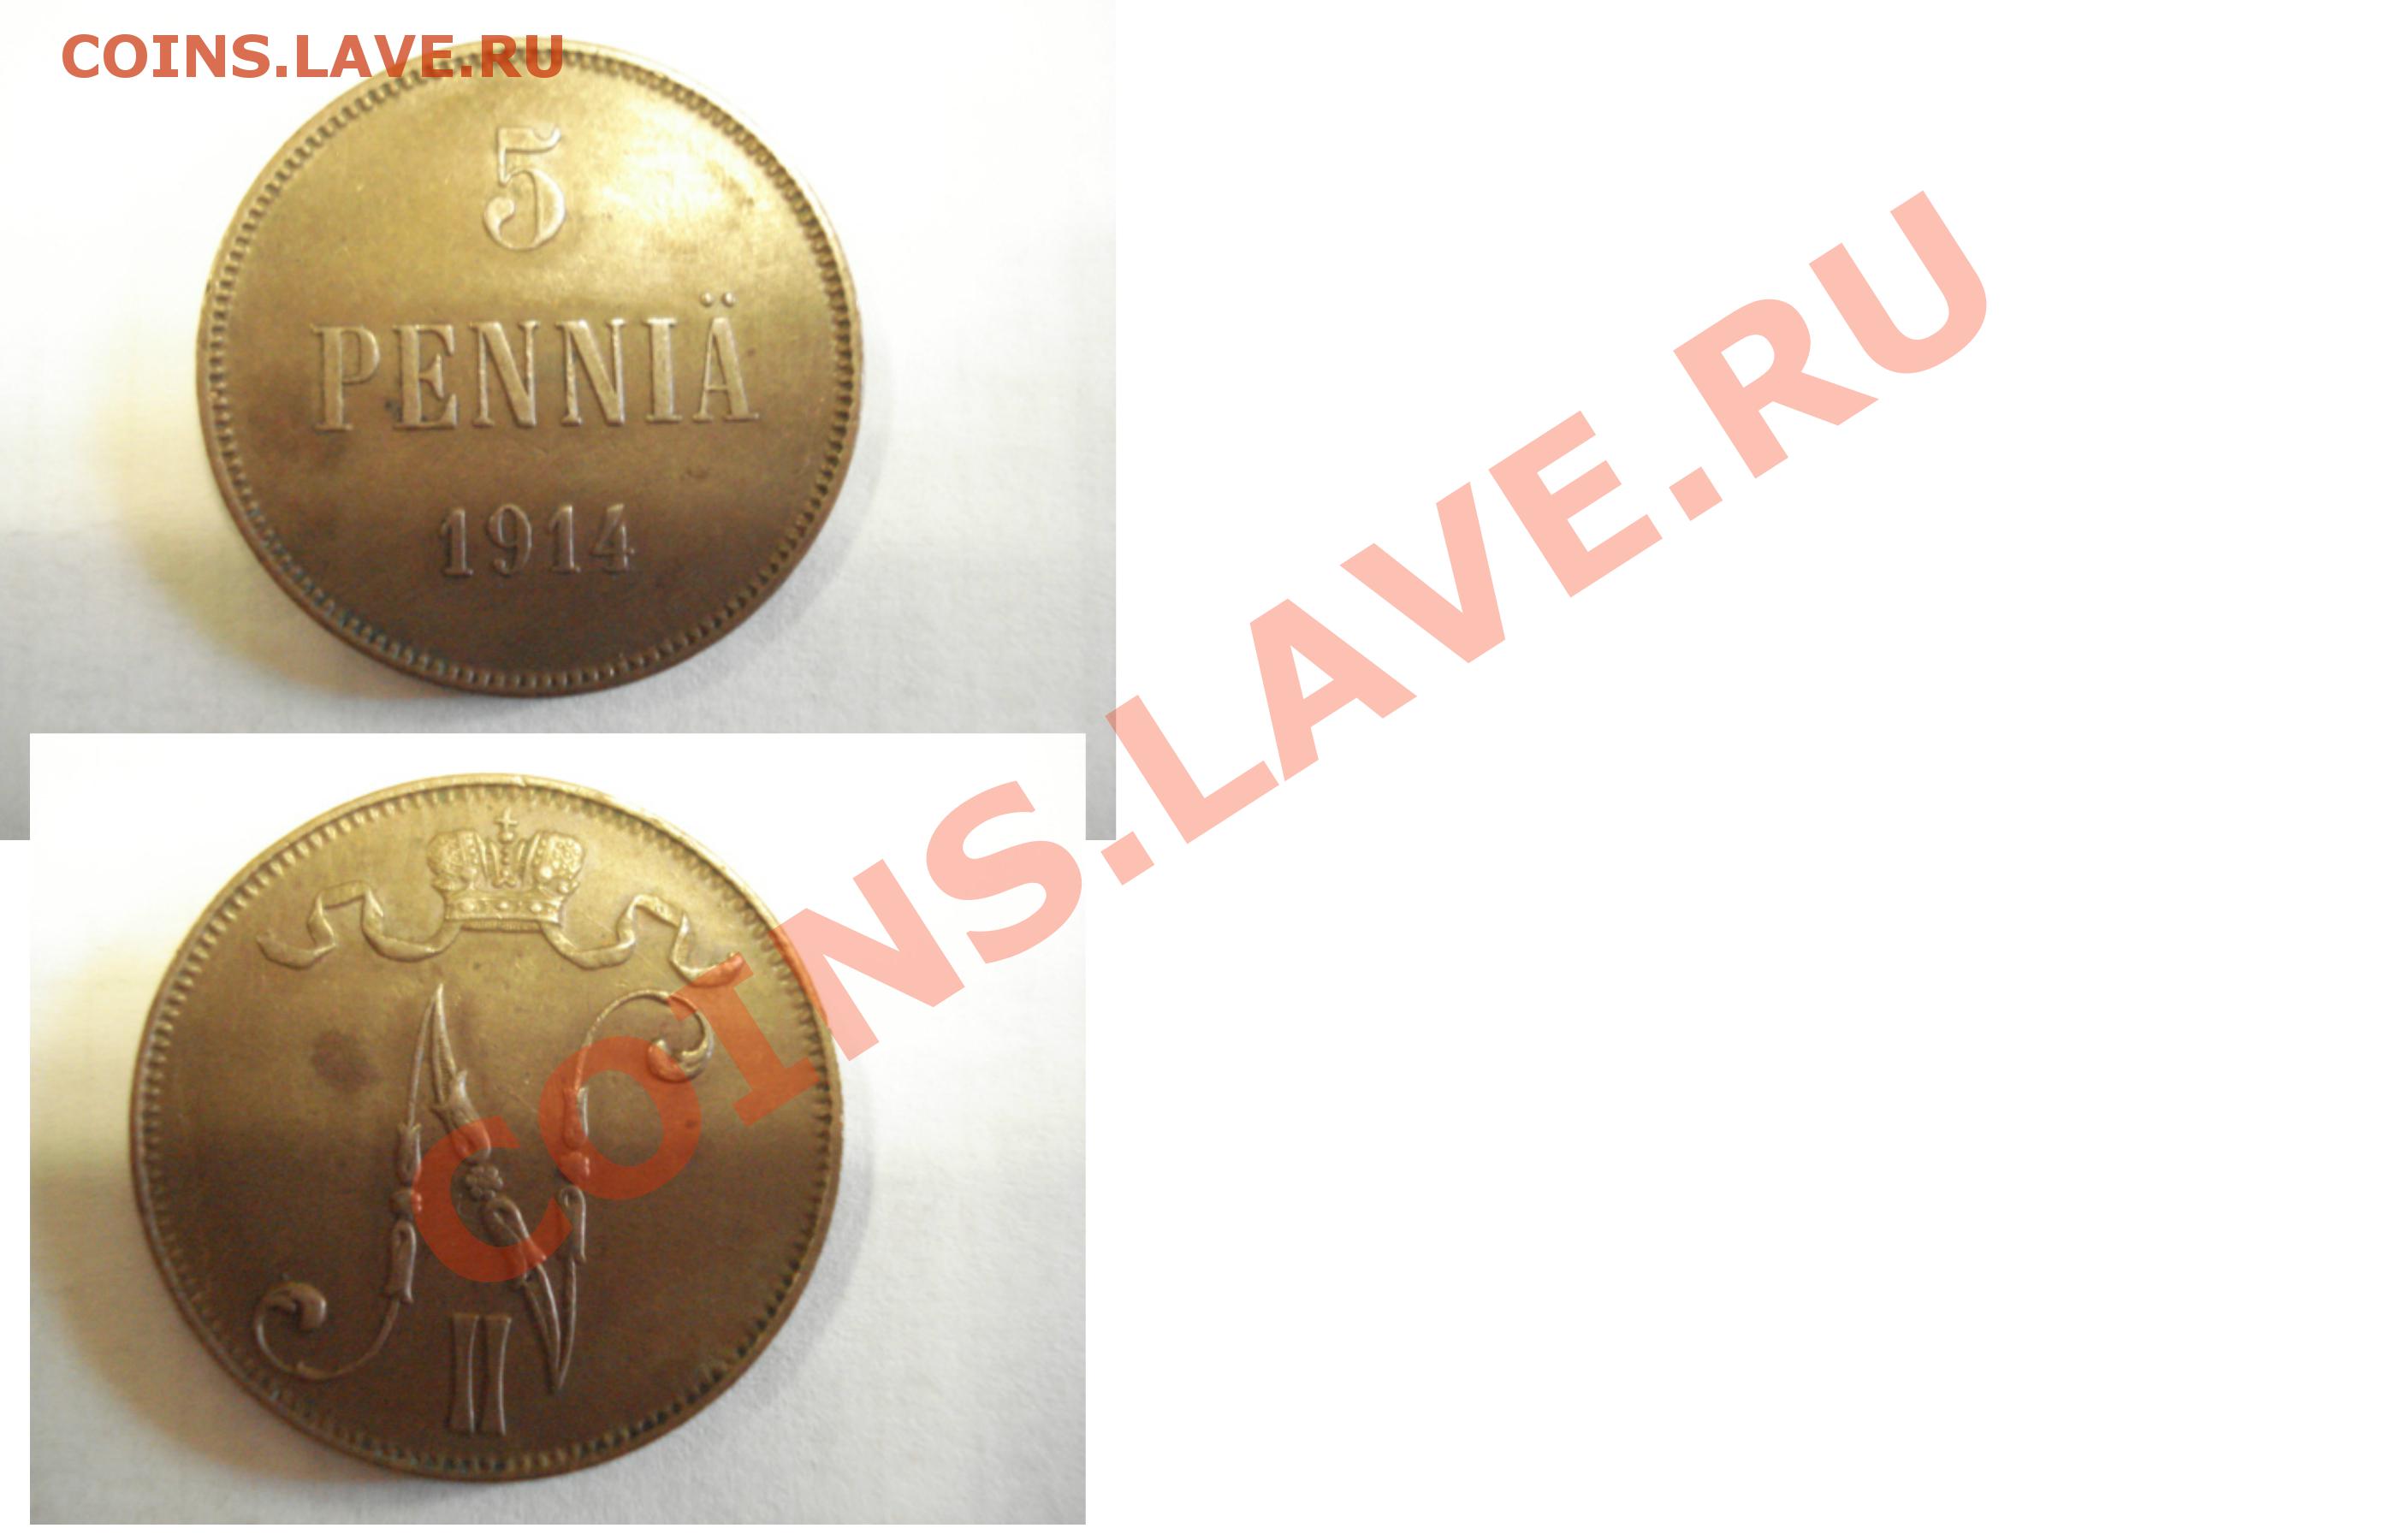 COINS.LAVE.RU
5
PENNIÄ
1914
COINS.LAVE.RU
N
II